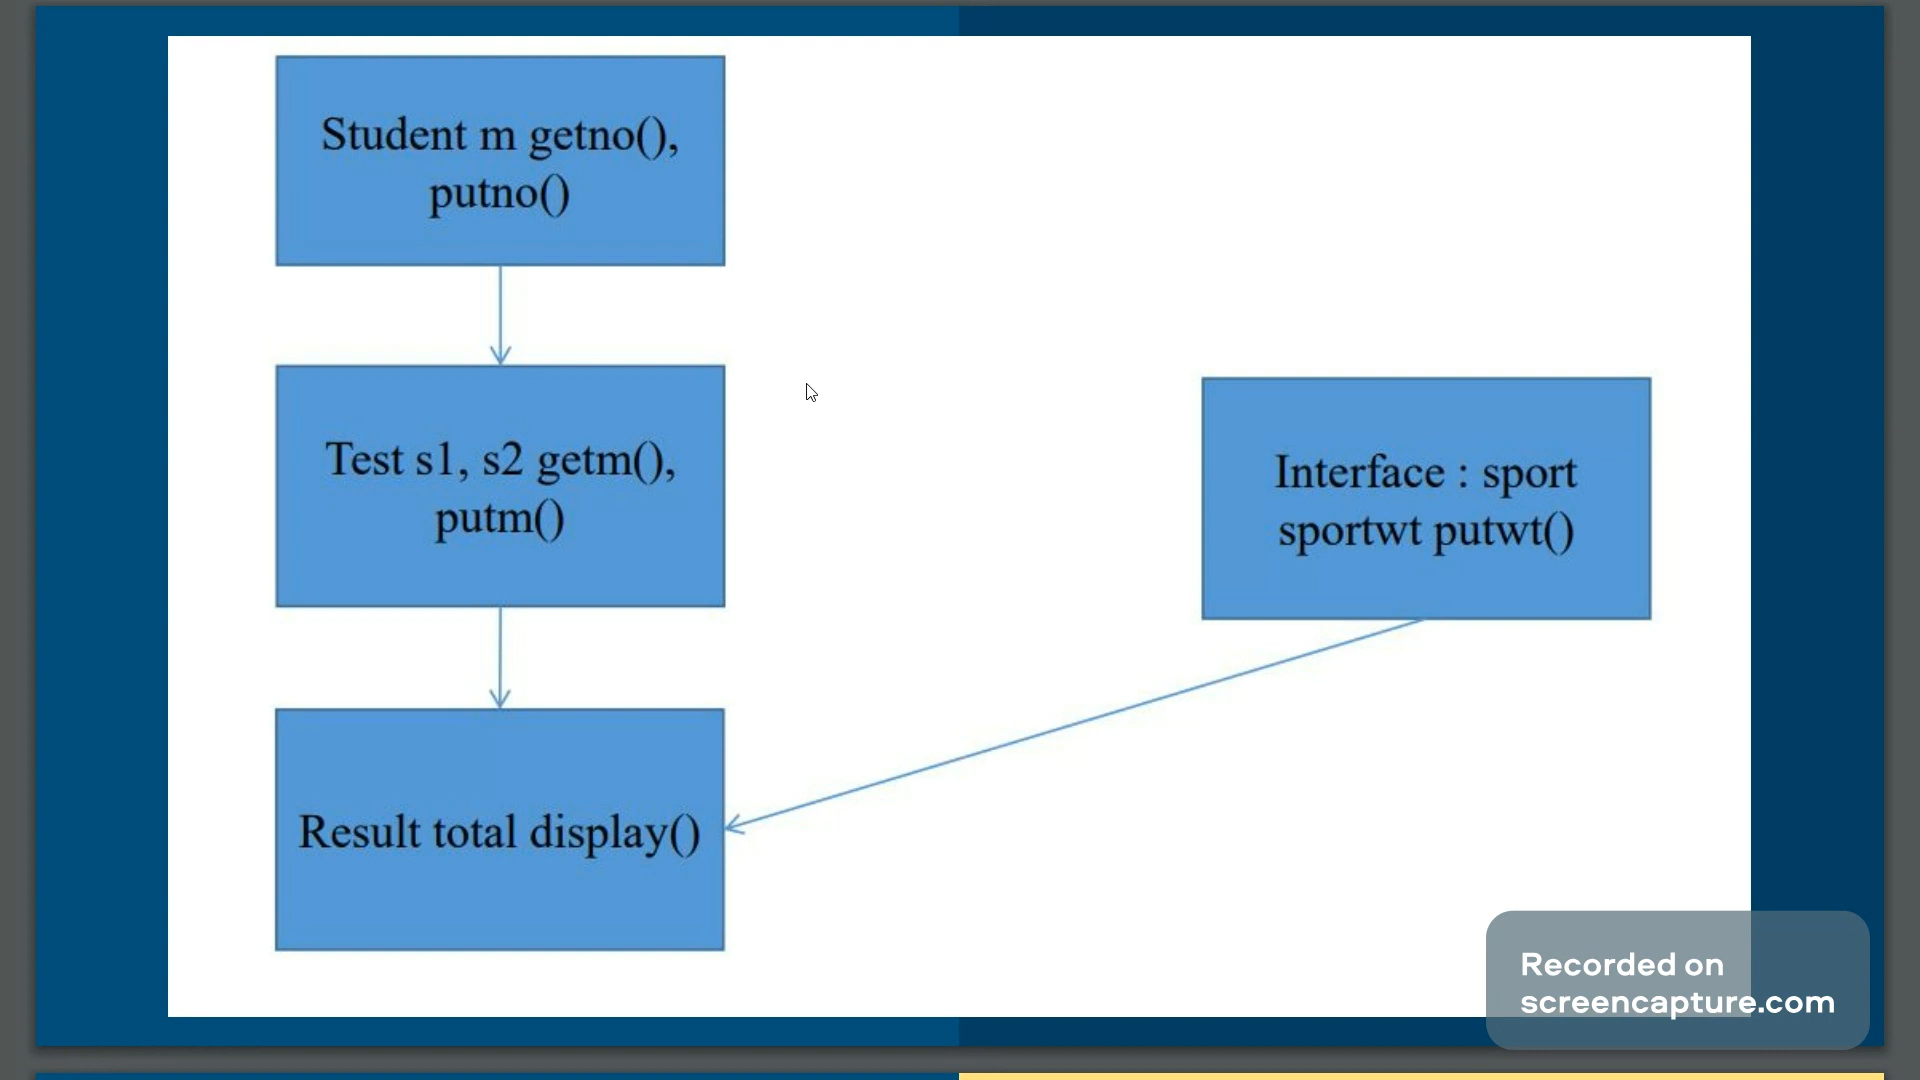 Student m getno(),
putno()
Test s1, s2 getm(),
putm()
Interface : sport
sportwt putwt()
Result total display()
Recorded on
screencapture.com